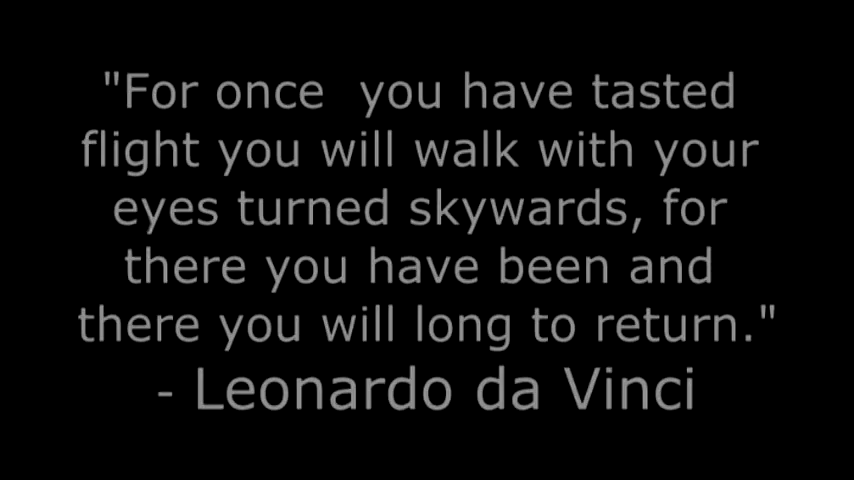 "For once  you have tasted
flight you will walk with your
eyes turned skywards, for
there you have been and
there you will long to return."
- Leonardo da Vinci